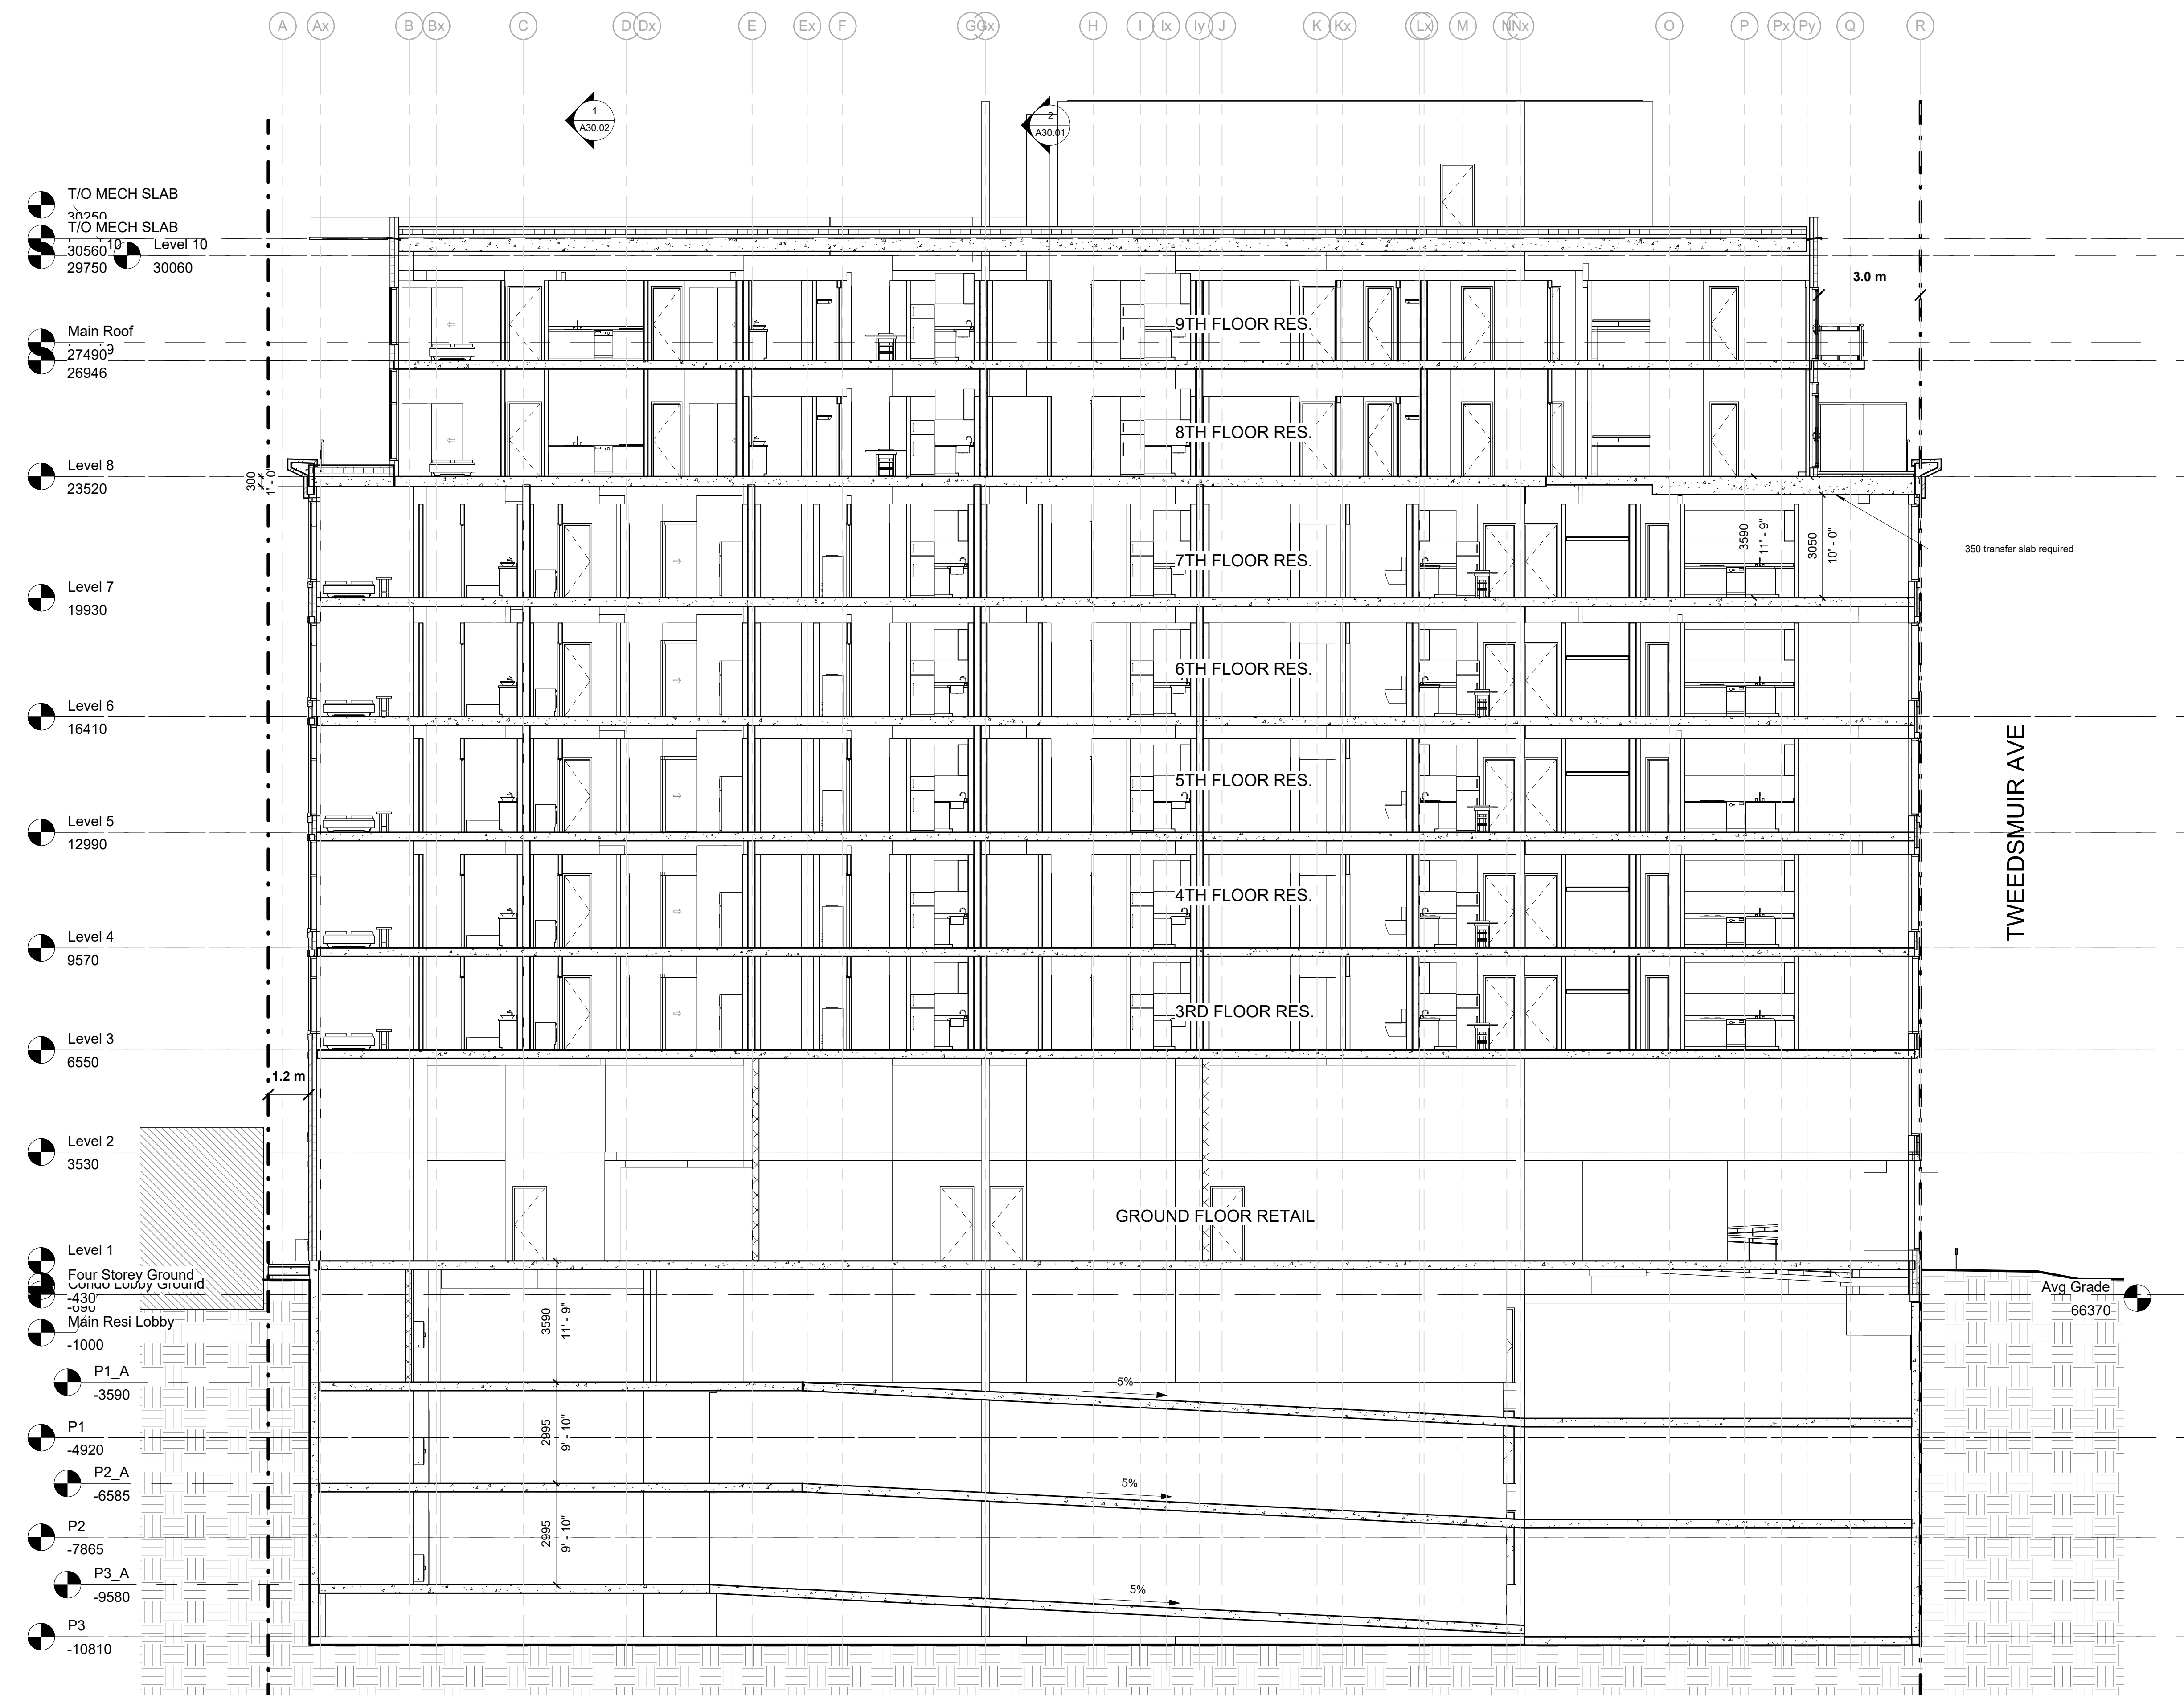 A Ax B Bx C D Dx E Ex F G Gx H I Ix Iy J K Kx Lx M N Nx O P Px Py Q R
1
A30.02
2
A30.01
T/O MECH SLAB
30250
T/O MECH SLAB
30560
Level 10
29750
Level 10
30060
3.0 m
Main Roof
27490
26946
9TH FLOOR RES.
8TH FLOOR RES.
Level 8
23520
300
1' - 0"
3590
11' - 9"
3050
10' - 0"
350 transfer slab required
7TH FLOOR RES.
Level 7
19930
6TH FLOOR RES.
Level 6
16410
5TH FLOOR RES.
Level 5
12990
4TH FLOOR RES.
Level 4
9570
3RD FLOOR RES.
Level 3
6550
TWEEDSMUIR AVE
1.2 m
Level 2
3530
GROUND FLOOR RETAIL
Level 1
Four Storey Ground
Condo Lobby Ground
-430
-690
Main Resi Lobby
-1000
Avg Grade
66370
3590
11' - 9"
P1_A
-3590
5%
P1
-4920
2995
9' - 10"
P2_A
-6585
5%
P2
-7865
2995
9' - 10"
P3_A
-9580
5%
P3
-10810